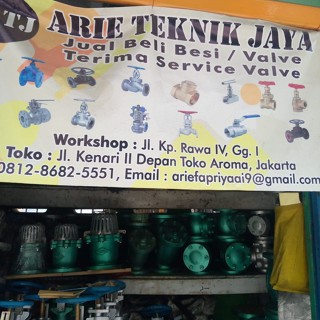 TJ ARIE TEKNIK JAYA
Jual Beli Besi / Valve
Terima Service Valve
Workshop : Jl. Kp. Rawa IV, Gg. I
Toko : Jl. Kenari II Depan Toko Aroma, Jakarta
0812-8682-5551, Email : ariefapriyaai9@gmail.com